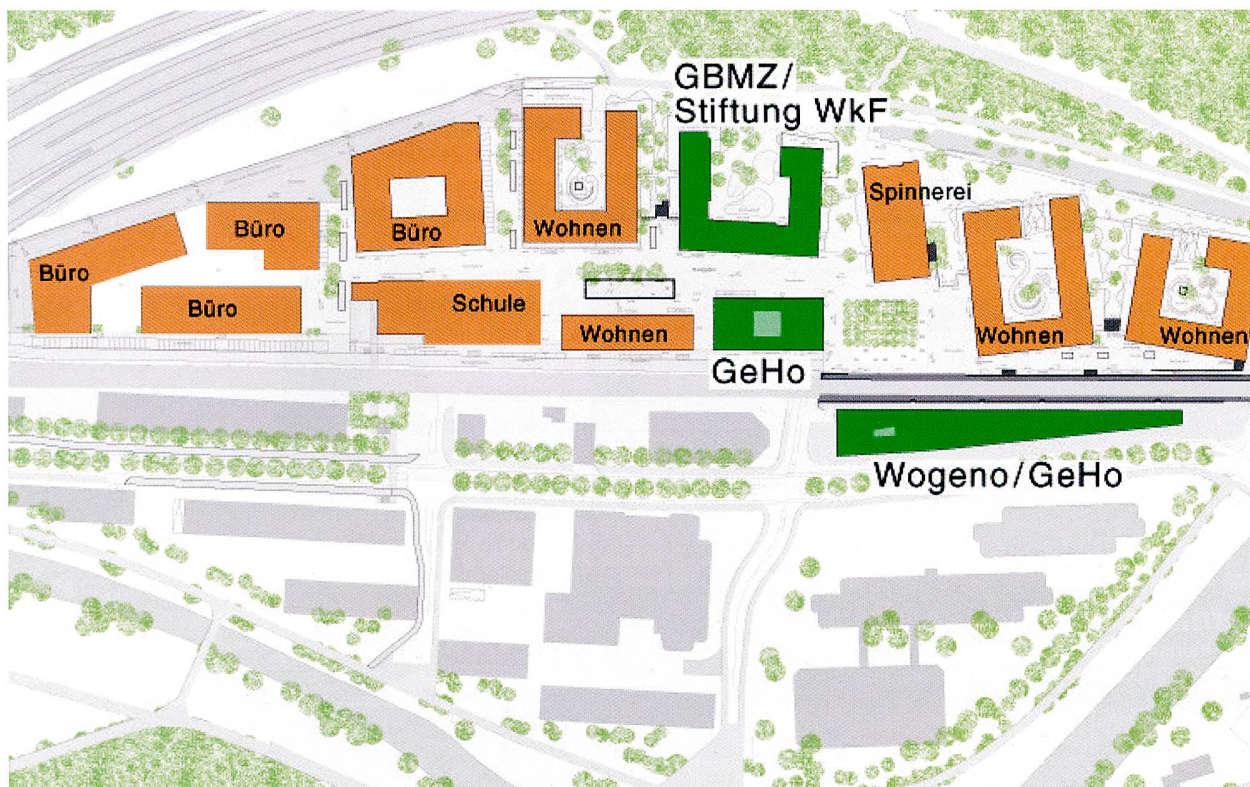 GBMZ/
Stiftung WkF
Spinnerei
Büro
Büro
Wohnen
Büro
Büro
Schule
Wohnen
Wohnen
Wohnen
GeHo
Wogeno/GeHo